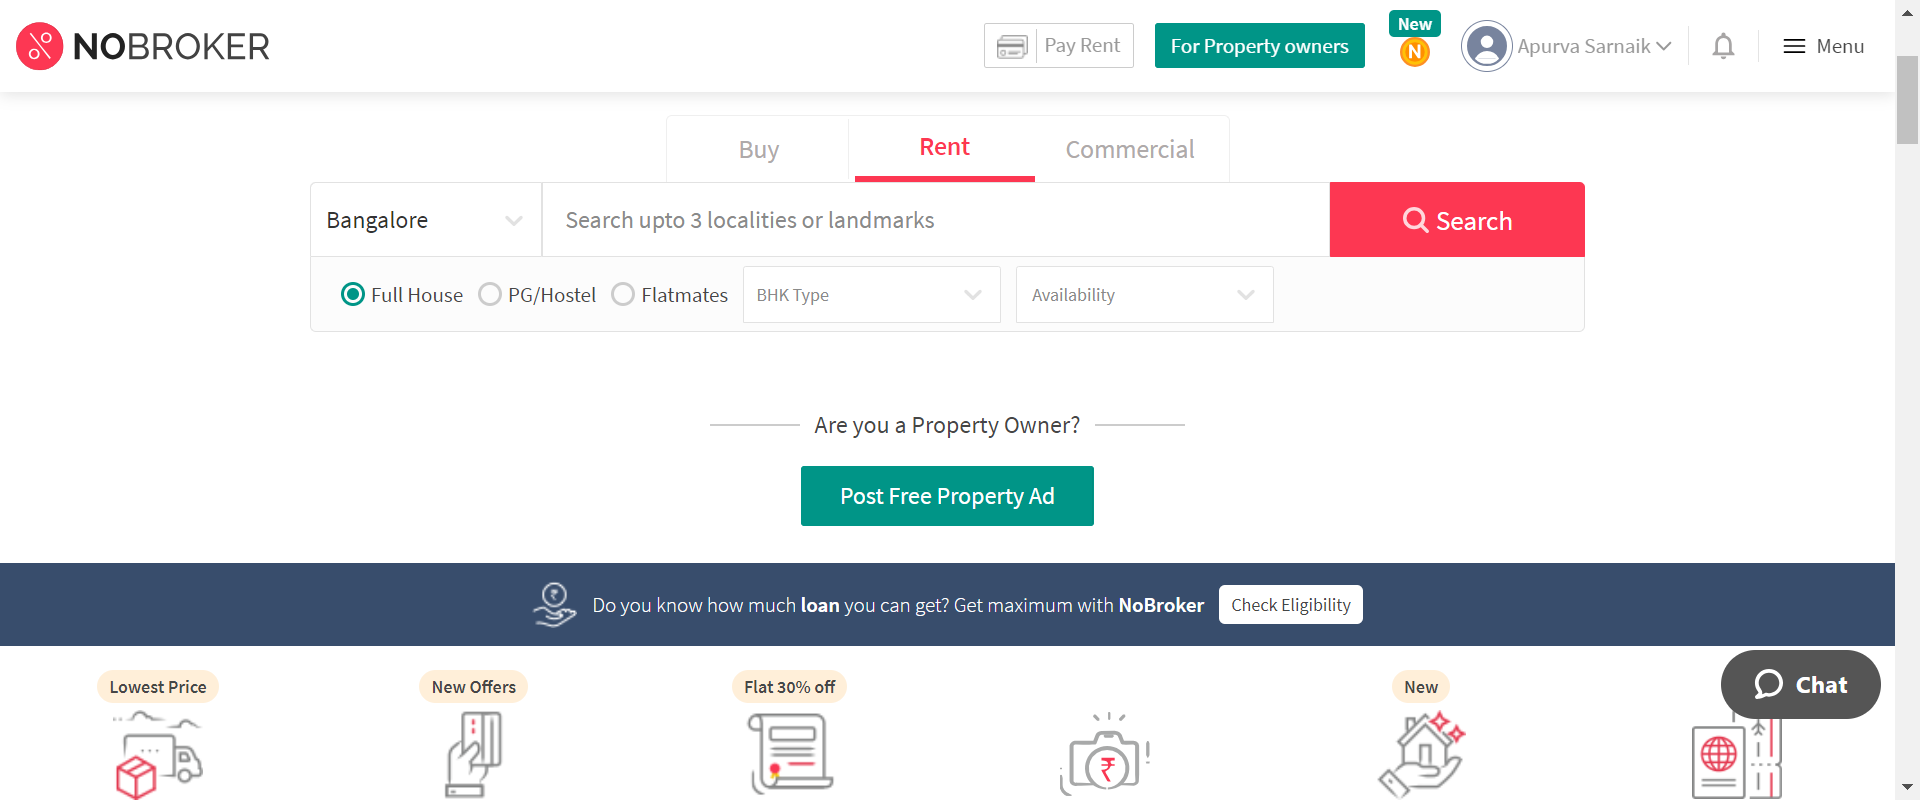 NOBROKER
Pay Rent
For Property owners
New
N
Apurva Sarnaik
Menu
Buy
Rent
Commercial
Bangalore
Search upto 3 localities or landmarks
Search
Full House
PG/Hostel
Flatmates
BHK Type
Availability
Are you a Property Owner?
Post Free Property Ad
₹
Do you know how much loan you can get? Get maximum with NoBroker
Check Eligibility
Lowest Price
New Offers
Flat 30% off
New
Chat
₹